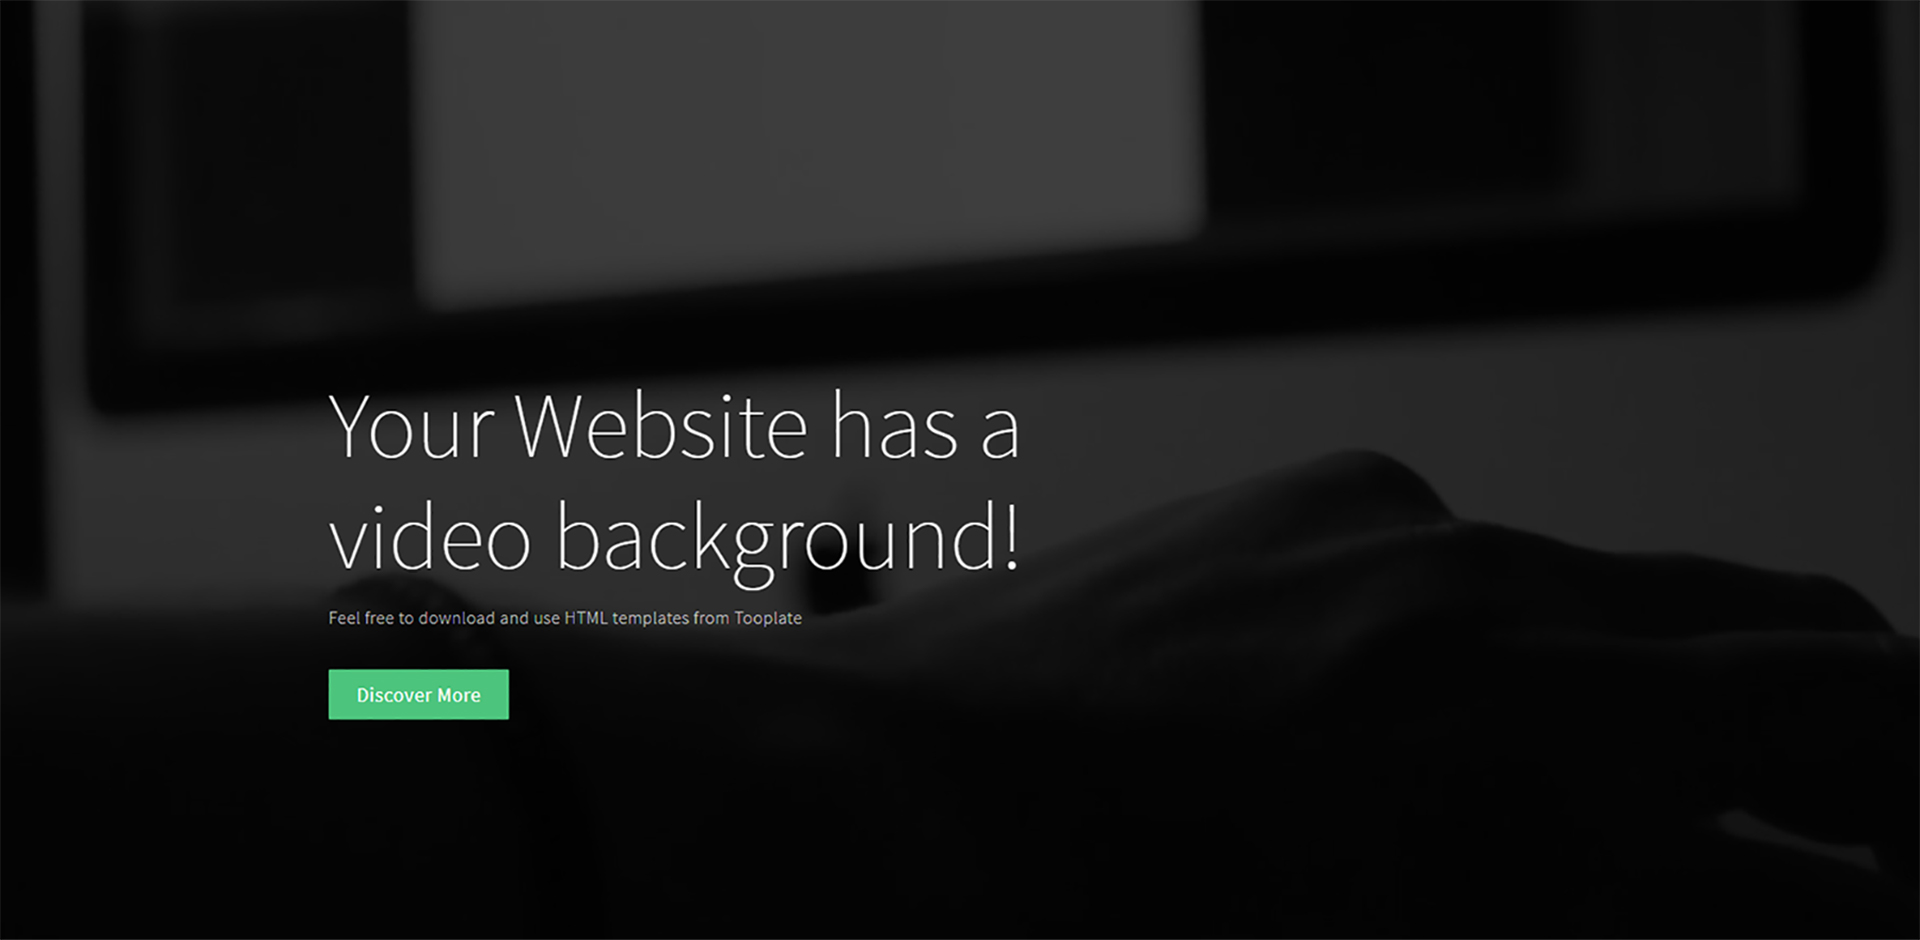 Your Website has a
video background!
Feel free to download and use HTML templates from Tooplate
Discover More